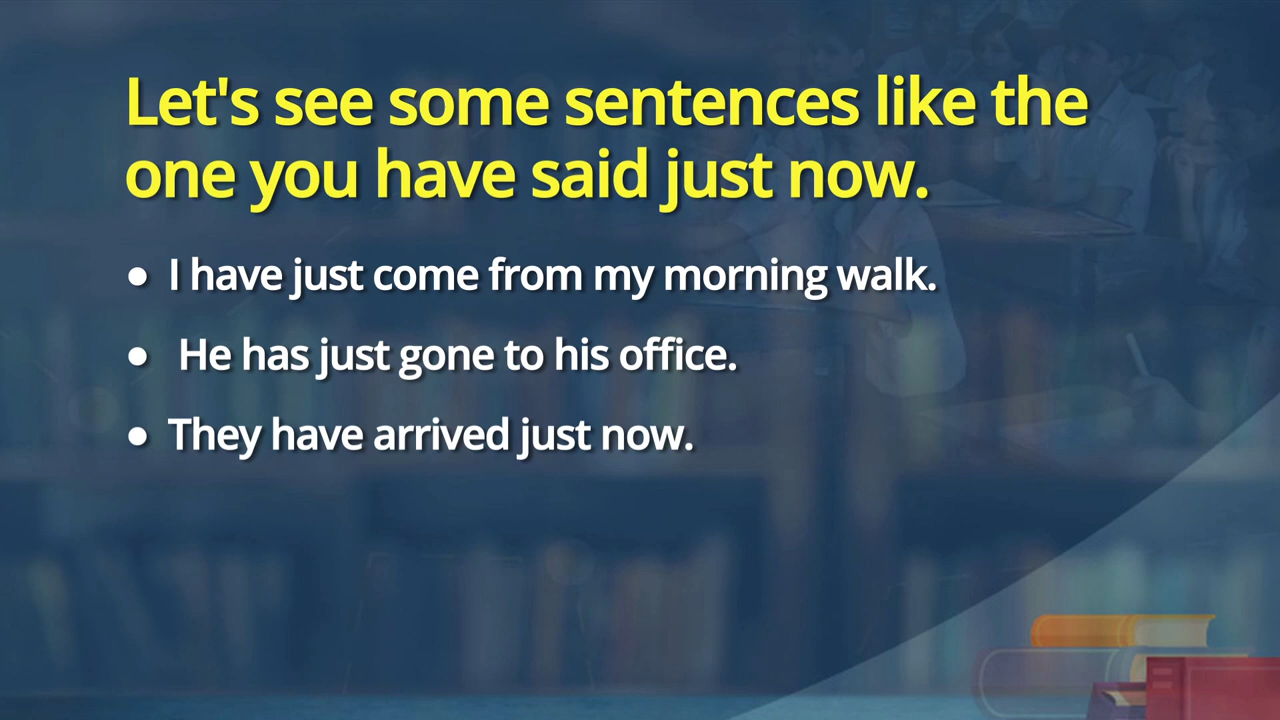 Let's see some sentences like the
one you have said just now.
● I have just come from my morning walk.
● He has just gone to his office.
● They have arrived just now.